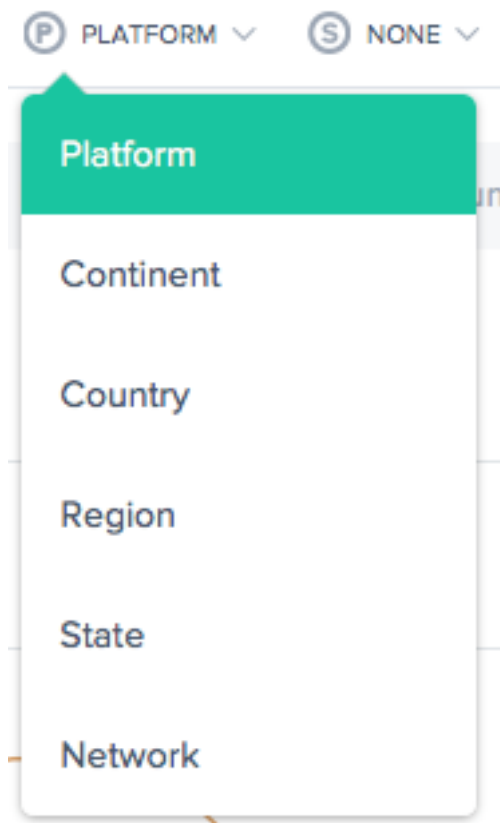 P PLATFORM S NONE
Platform
Continent
Country
Region
State
Network